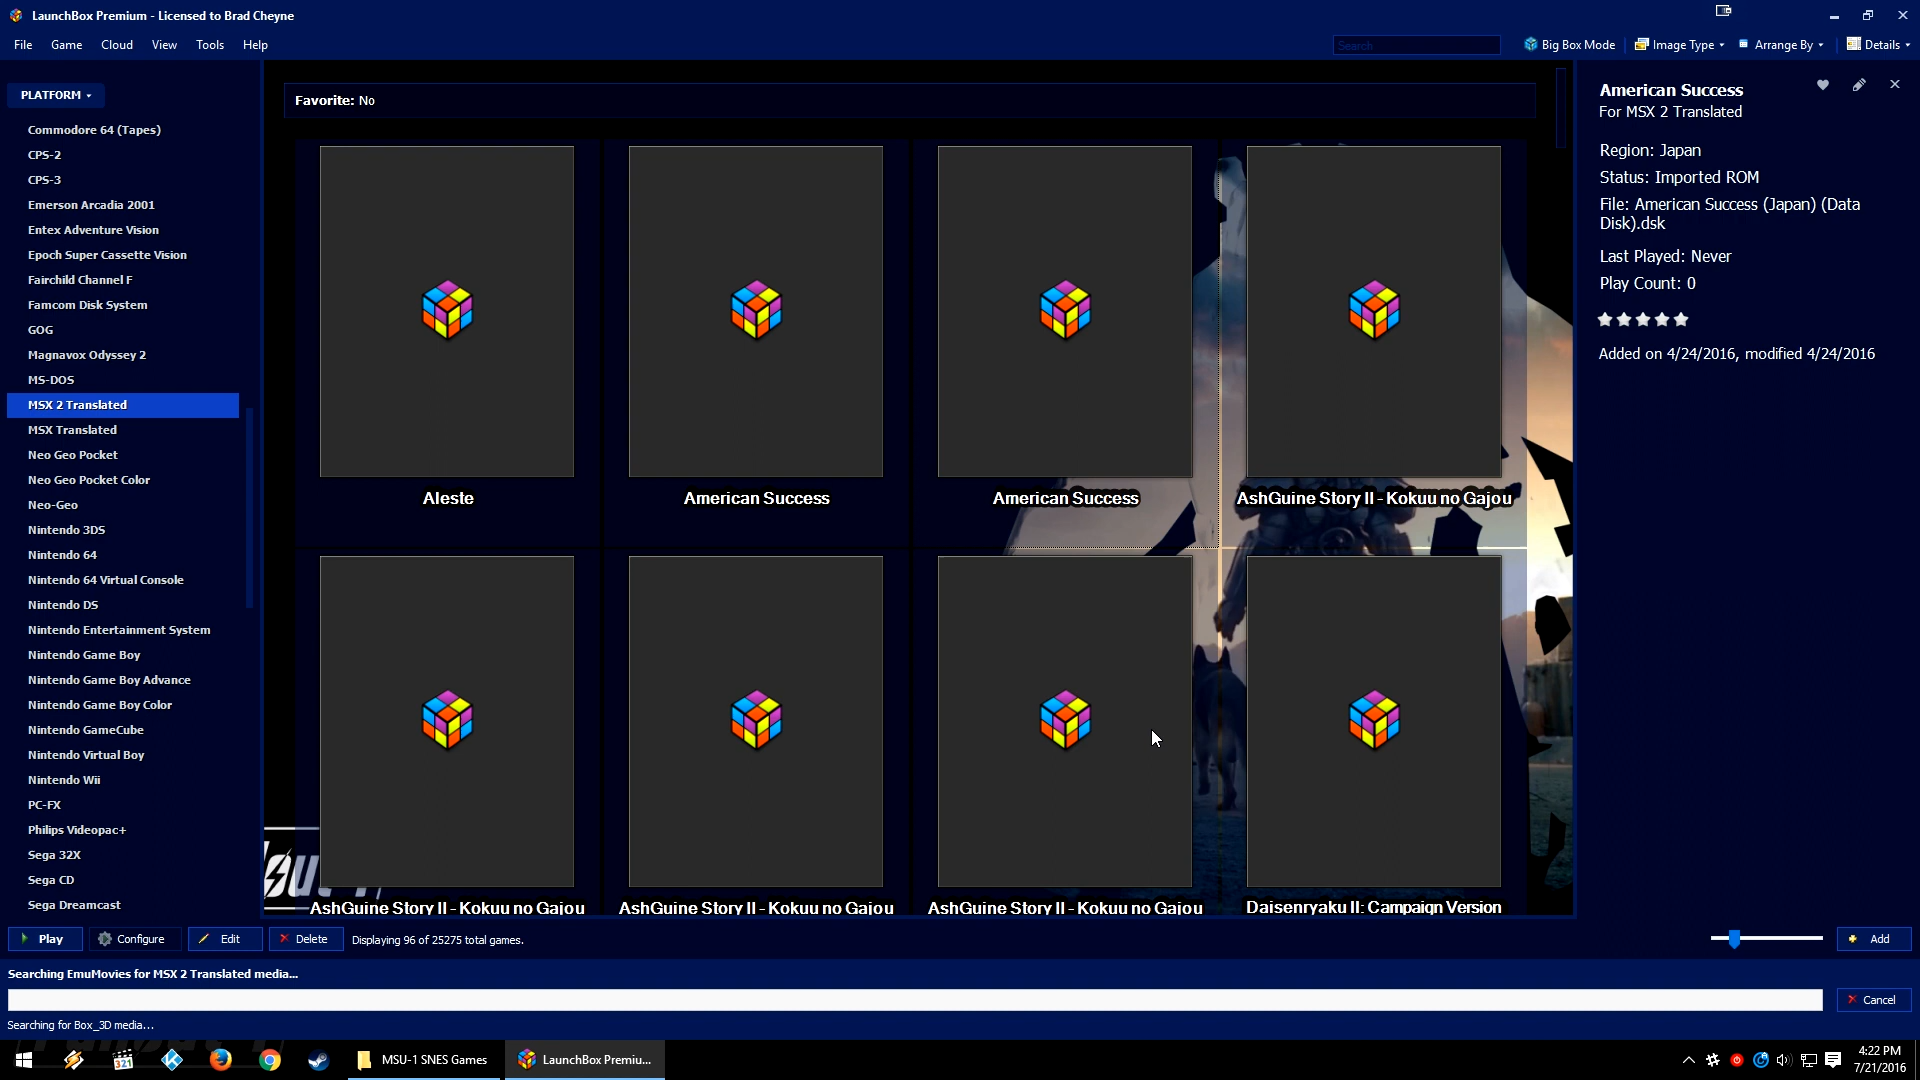 LaunchBox Premium - Licensed to Brad Cheyne
File Game Cloud View Tools Help
Search
Big Box Mode
Image Type
Arrange By
Details
PLATFORM
Commodore 64 (Tapes)
CPS-2
CPS-3
Emerson Arcadia 2001
Entex Adventure Vision
Epoch Super Cassette Vision
Fairchild Channel F
Famcom Disk System
GOG
Magnavox Odyssey 2
MS-DOS
MSX 2 Translated
MSX Translated
Neo Geo Pocket
Neo Geo Pocket Color
Neo-Geo
Nintendo 3DS
Nintendo 64
Nintendo 64 Virtual Console
Nintendo DS
Nintendo Entertainment System
Nintendo Game Boy
Nintendo Game Boy Advance
Nintendo Game Boy Color
Nintendo GameCube
Nintendo Virtual Boy
Nintendo Wii
PC-FX
Philips Videopac+
Sega 32X
Sega CD
Sega Dreamcast
Favorite: No
Aleste
American Success
American Success
AshGuine Story II - Kokuu no Gajou
AshGuine Story II - Kokuu no Gajou
AshGuine Story II - Kokuu no Gajou
AshGuine Story II - Kokuu no Gajou
Daisenryaku II: Campaign Version
American Success
For MSX 2 Translated
Region: Japan
Status: Imported ROM
File: American Success (Japan) (Data
Disk).dsk
Last Played: Never
Play Count: 0
Added on 4/24/2016, modified 4/24/2016
Play
Configure
Edit
Delete
Displaying 96 of 25275 total games.
Add
Searching EmuMovies for MSX 2 Translated media...
Cancel
Searching for Box_3D media...
321
MSU-1 SNES Games
LaunchBox Premiu...
4:22 PM
7/21/2016